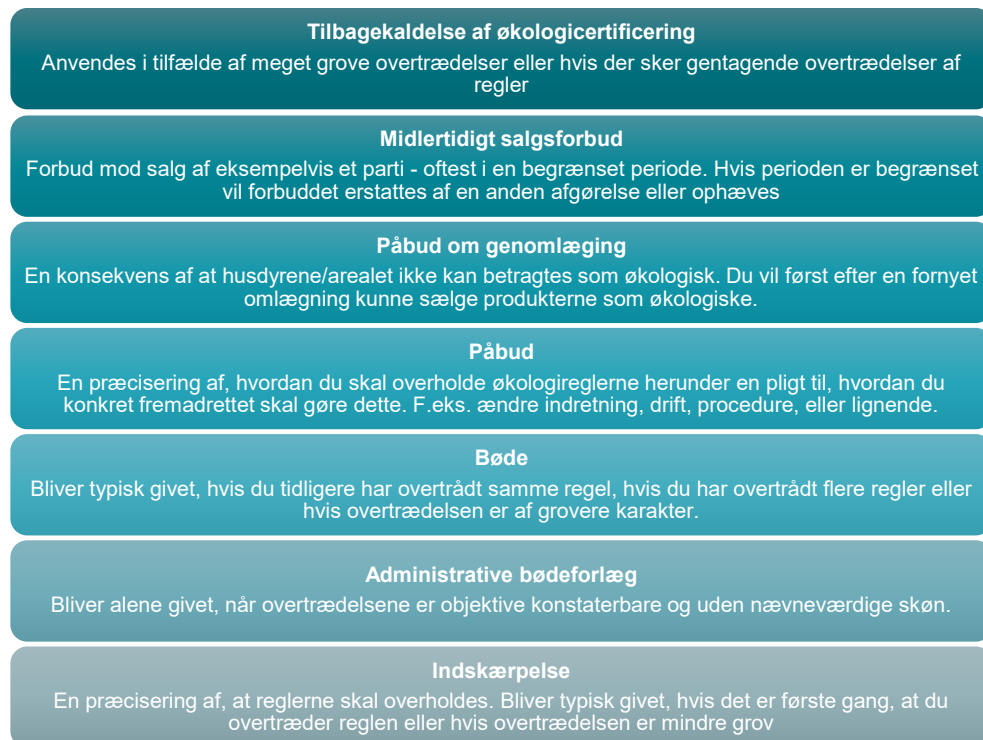 Tilbagekaldelse af økologicertificering
Anvendes i tilfælde af meget grove overtrædelser eller hvis der sker gentagende overtrædelser af
regler
Midlertidigt salgsforbud
Forbud mod salg af eksempelvis et parti - oftest i en begrænset periode. Hvis perioden er begrænset
vil forbuddet erstattes af en anden afgørelse eller ophæves
Påbud om genomlæging
En konsekvens af at husdyrene/arealet ikke kan betragtes som økologisk. Du vil først efter en fornyet
omlægning kunne sælge produkterne som økologiske.
Påbud
En præcisering af, hvordan du skal overholde økologireglerne herunder en pligt til, hvordan du
konkret fremadrettet skal gøre dette. F.eks. ændre indretning, drift, procedure, eller lignende.
Bøde
Bliver typisk givet, hvis du tidligere har overtrådt samme regel, hvis du har overtrådt flere regler eller
hvis overtrædelsen er af grovere karakter.
Administrative bødeforlæg
Bliver alene givet, når overtrædelsene er objektive konstaterbare og uden nævneværdige skøn.
Indskærpelse
En præcisering af, at reglerne skal overholdes. Bliver typisk givet, hvis det er første gang, at du
overtræder reglen eller hvis overtrædelsen er mindre grov